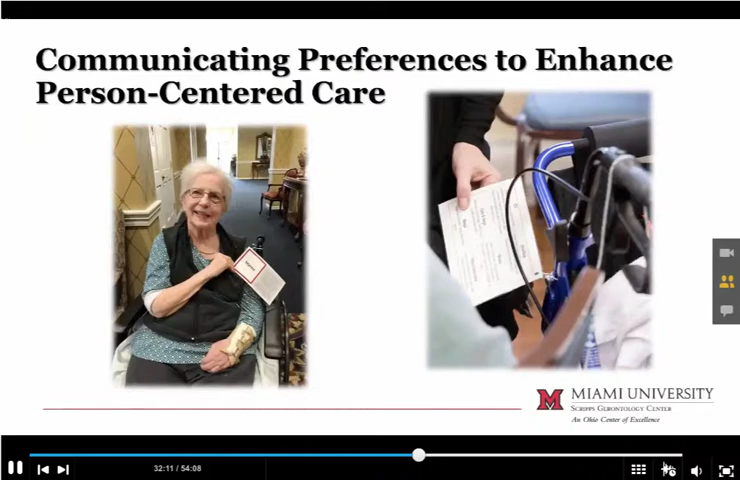 Communicating Preferences to Enhance
Person-Centered Care
M
MIAMI UNIVERSITY
SCRIPPS GERONTOLOGY CENTER
An Ohio Center of Excellence
32:11 / 54:08